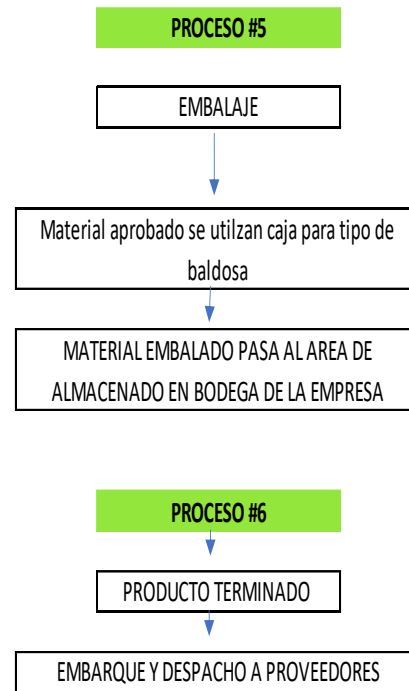 PROCESO #5
EMBALAJE
Material aprobado se utilzan caja para tipo de
baldosa
MATERIAL EMBALADO PASA AL AREA DE
ALMACENADO EN BODEGA DE LA EMPRESA
PROCESO #6
PRODUCTO TERMINADO
EMBARQUE Y DESPACHO A PROVEEDORES